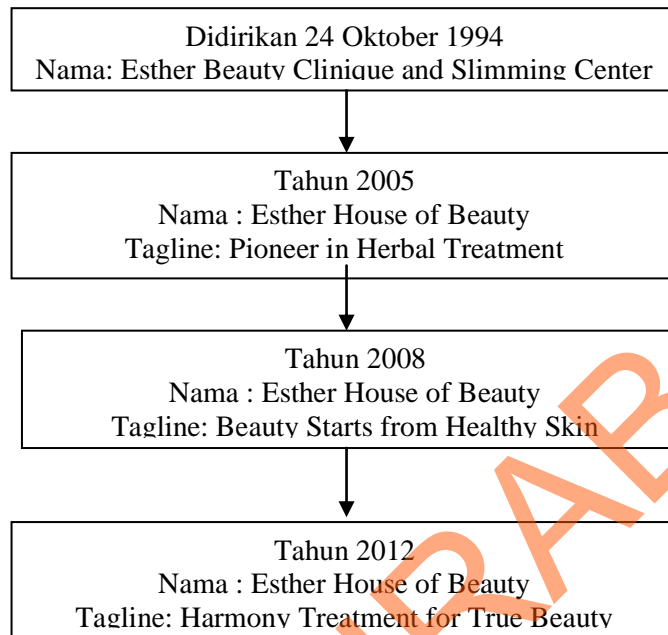 Didirikan 24 Oktober 1994
Nama: Esther Beauty Clinique and Slimming Center
Tahun 2005
Nama : Esther House of Beauty
Tagline: Pioneer in Herbal Treatment
Tahun 2008
Nama : Esther House of Beauty
Tagline: Beauty Starts from Healthy Skin
Tahun 2012
Nama : Esther House of Beauty
Tagline: Harmony Treatment for True Beauty